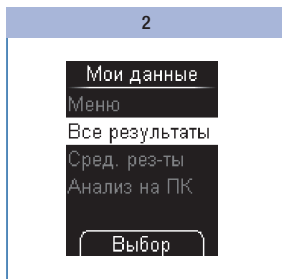 2
Мои данные
Меню
Все результаты
Сред. рез-ты
Анализ на ПК
Выбор